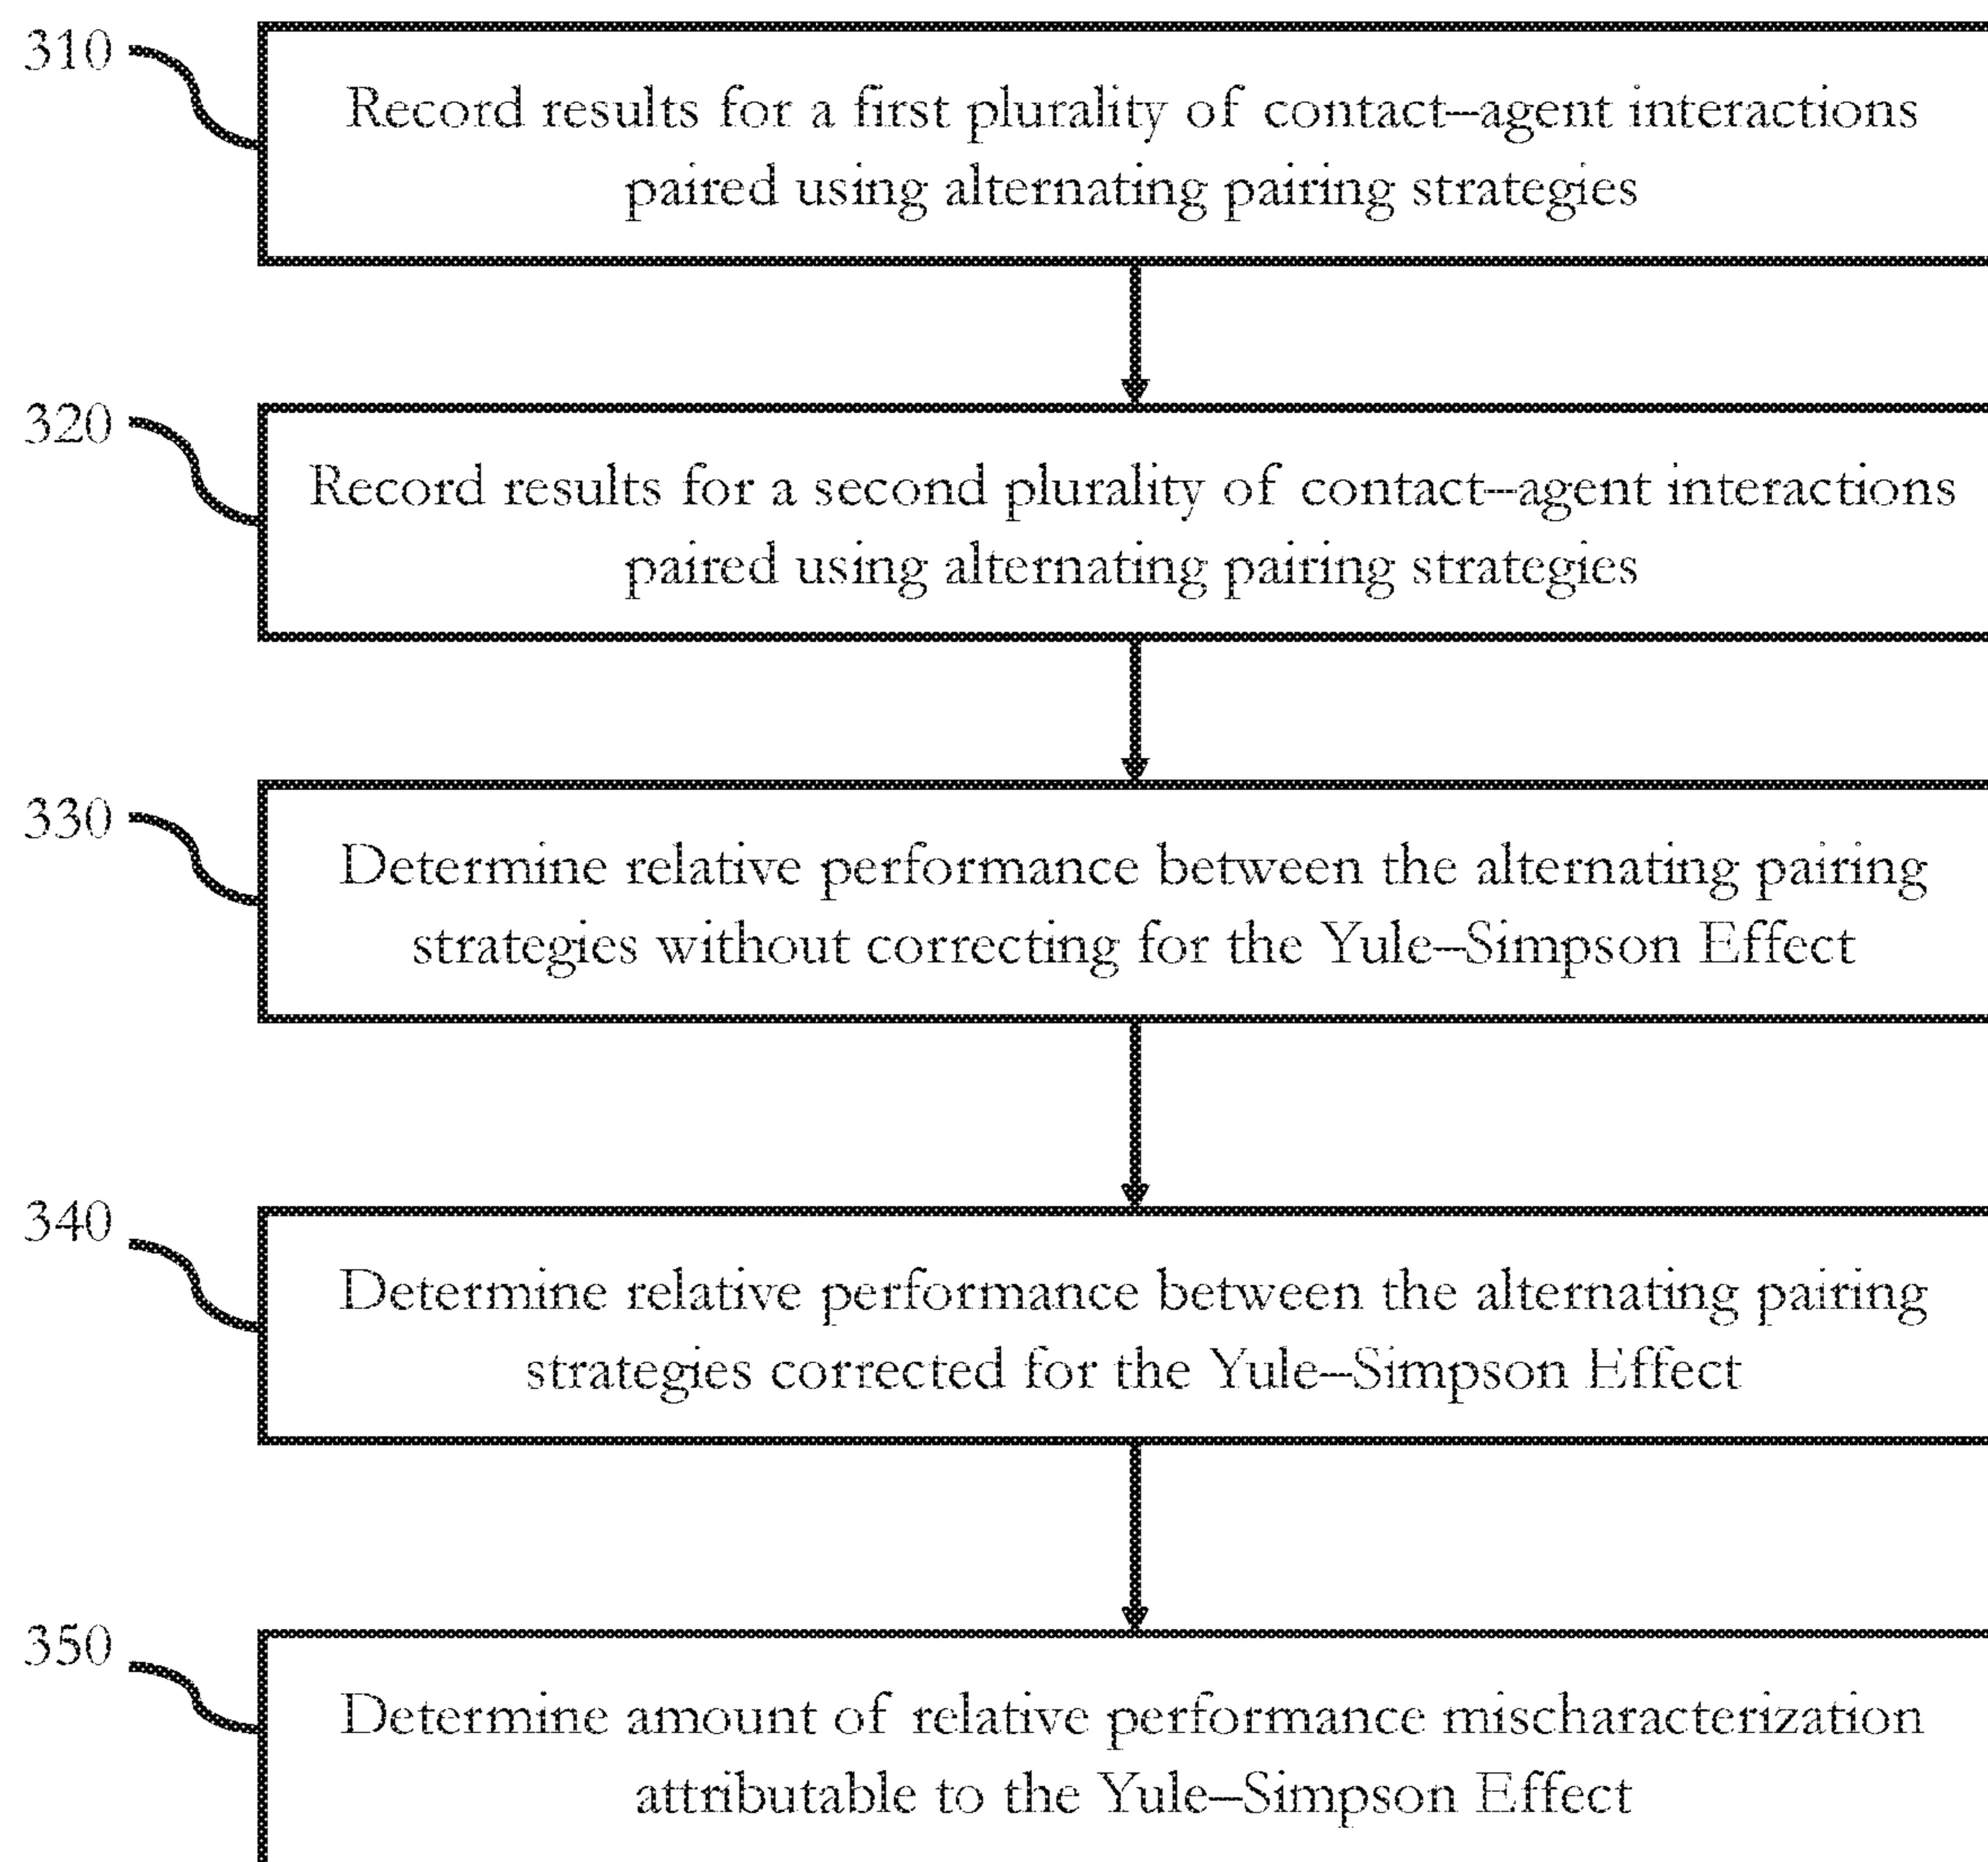 310
Record results for a first plurality of contact–agent interactions
paired using alternating pairing strategies
320
Record results for a second plurality of contact–agent interactions
paired using alternating pairing strategies
330
Determine relative performance between the alternating pairing
strategies without correcting for the Yule–Simpson Effect
340
Determine relative performance between the alternating pairing
strategies corrected for the Yule–Simpson Effect
350
Determine amount of relative performance mischaracterization
attributable to the Yule–Simpson Effect